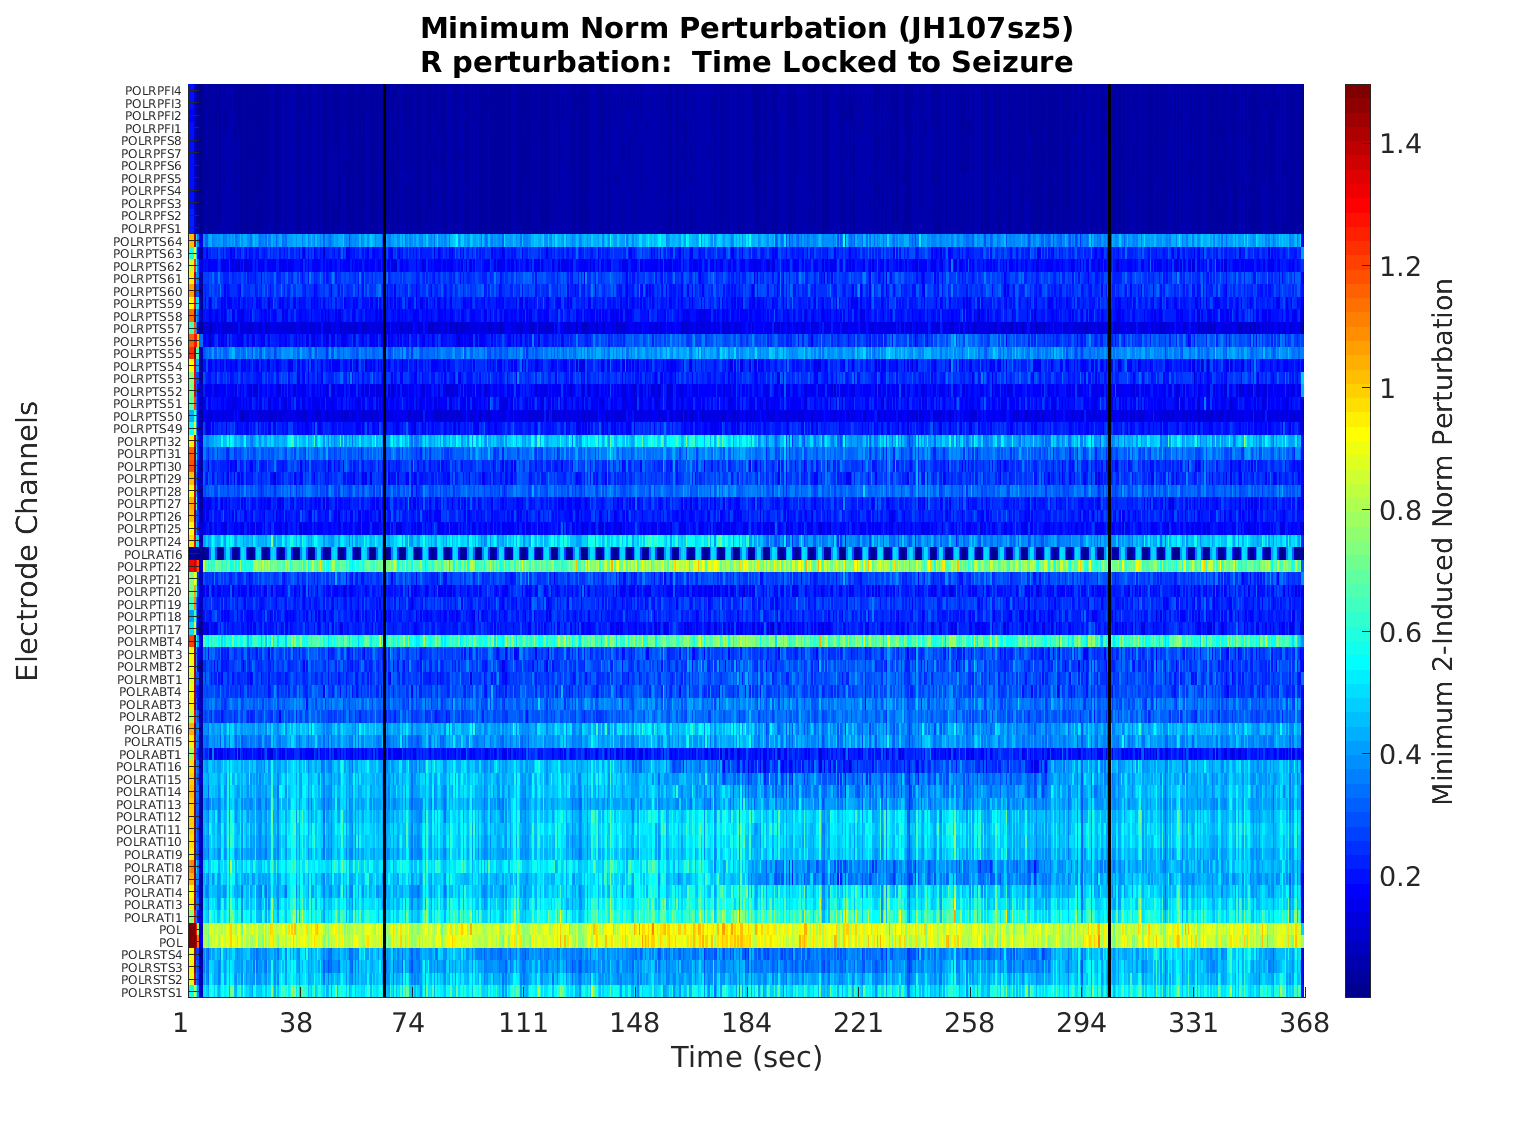 Minimum Norm Perturbation (JH107sz5)
R perturbation:  Time Locked to Seizure
Electrode Channels
POLRPFI4
POLRPFI3
POLRPFI2
POLRPFI1
POLRPFS8
POLRPFS7
POLRPFS6
POLRPFS5
POLRPFS4
POLRPFS3
POLRPFS2
POLRPFS1
POLRPTS64
POLRPTS63
POLRPTS62
POLRPTS61
POLRPTS60
POLRPTS59
POLRPTS58
POLRPTS57
POLRPTS56
POLRPTS55
POLRPTS54
POLRPTS53
POLRPTS52
POLRPTS51
POLRPTS50
POLRPTS49
POLRPTI32
POLRPTI31
POLRPTI30
POLRPTI29
POLRPTI28
POLRPTI27
POLRPTI26
POLRPTI25
POLRPTI24
POLRATI6
POLRPTI22
POLRPTI21
POLRPTI20
POLRPTI19
POLRPTI18
POLRPTI17
POLRMBT4
POLRMBT3
POLRMBT2
POLRMBT1
POLRABT4
POLRABT3
POLRABT2
POLRATI6
POLRATI5
POLRABT1
POLRATI16
POLRATI15
POLRATI14
POLRATI13
POLRATI12
POLRATI11
POLRATI10
POLRATI9
POLRATI8
POLRATI7
POLRATI4
POLRATI3
POLRATI1
POL
POL
POLRSTS4
POLRSTS3
POLRSTS2
POLRSTS1
1 38 74 111 148 184 221 258 294 331 368
Time (sec)
1.4
1.2
1
0.8
0.6
0.4
0.2
Minimum 2-Induced Norm Perturbation